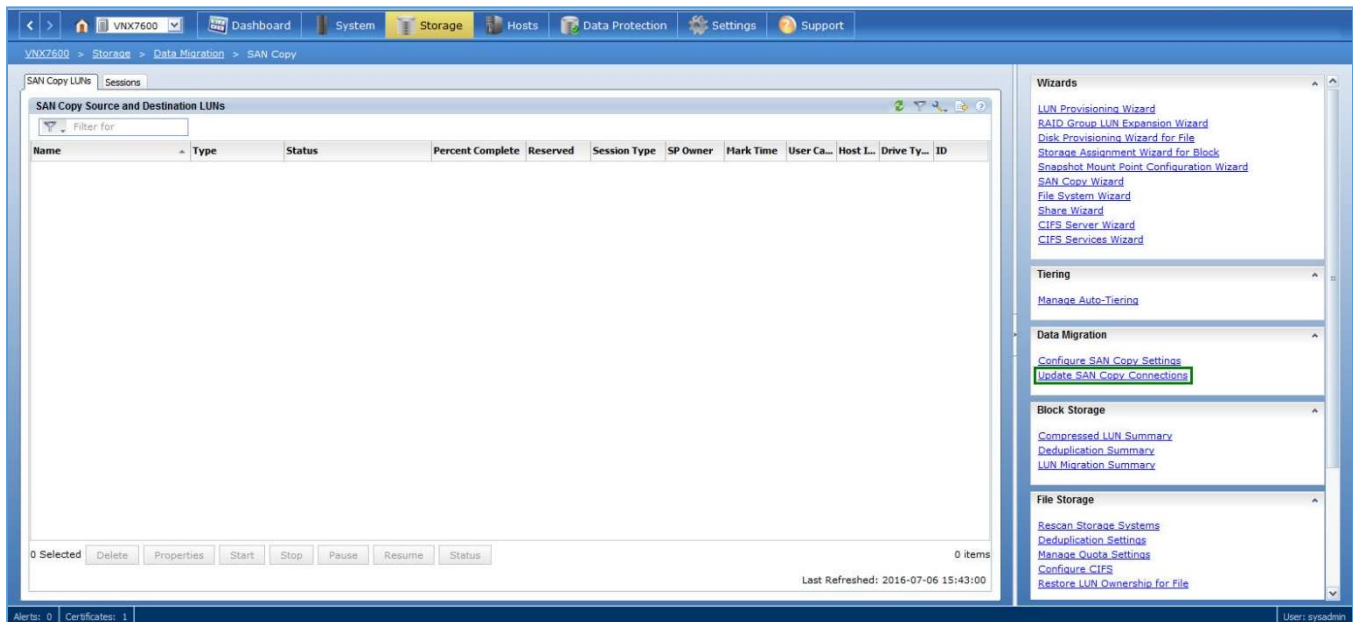 VNX7600 Dashboard System Storage Hosts Data Protection Settings Support
VNX7600 > Storage > Data Migration > SAN Copy
SAN Copy LUNs Sessions
SAN Copy Source and Destination LUNs
Filter for
Name Type Status Percent Complete Reserved Session Type SP Owner Mark Time User Ca... Host I... Drive Ty... ID
0 Selected Delete Properties Start Stop Pause Resume Status 0 items
Last Refreshed: 2016-07-06 15:43:00
Wizards
LUN Provisioning Wizard
RAID Group LUN Expansion Wizard
Disk Provisioning Wizard for File
Storage Assignment Wizard for Block
Snapshot Mount Point Configuration Wizard
SAN Copy Wizard
File System Wizard
Share Wizard
CIFS Server Wizard
CIFS Services Wizard
Tiering
Manage Auto-Tiering
Data Migration
Configure SAN Copy Settings
Update SAN Copy Connections
Block Storage
Compressed LUN Summary
Deduplication Summary
LUN Migration Summary
File Storage
Rescan Storage Systems
Deduplication Settings
Manage Quota Settings
Configure CIFS
Restore LUN Ownership for File
Alerts: 0 Certificates: 1 User: sysadmin